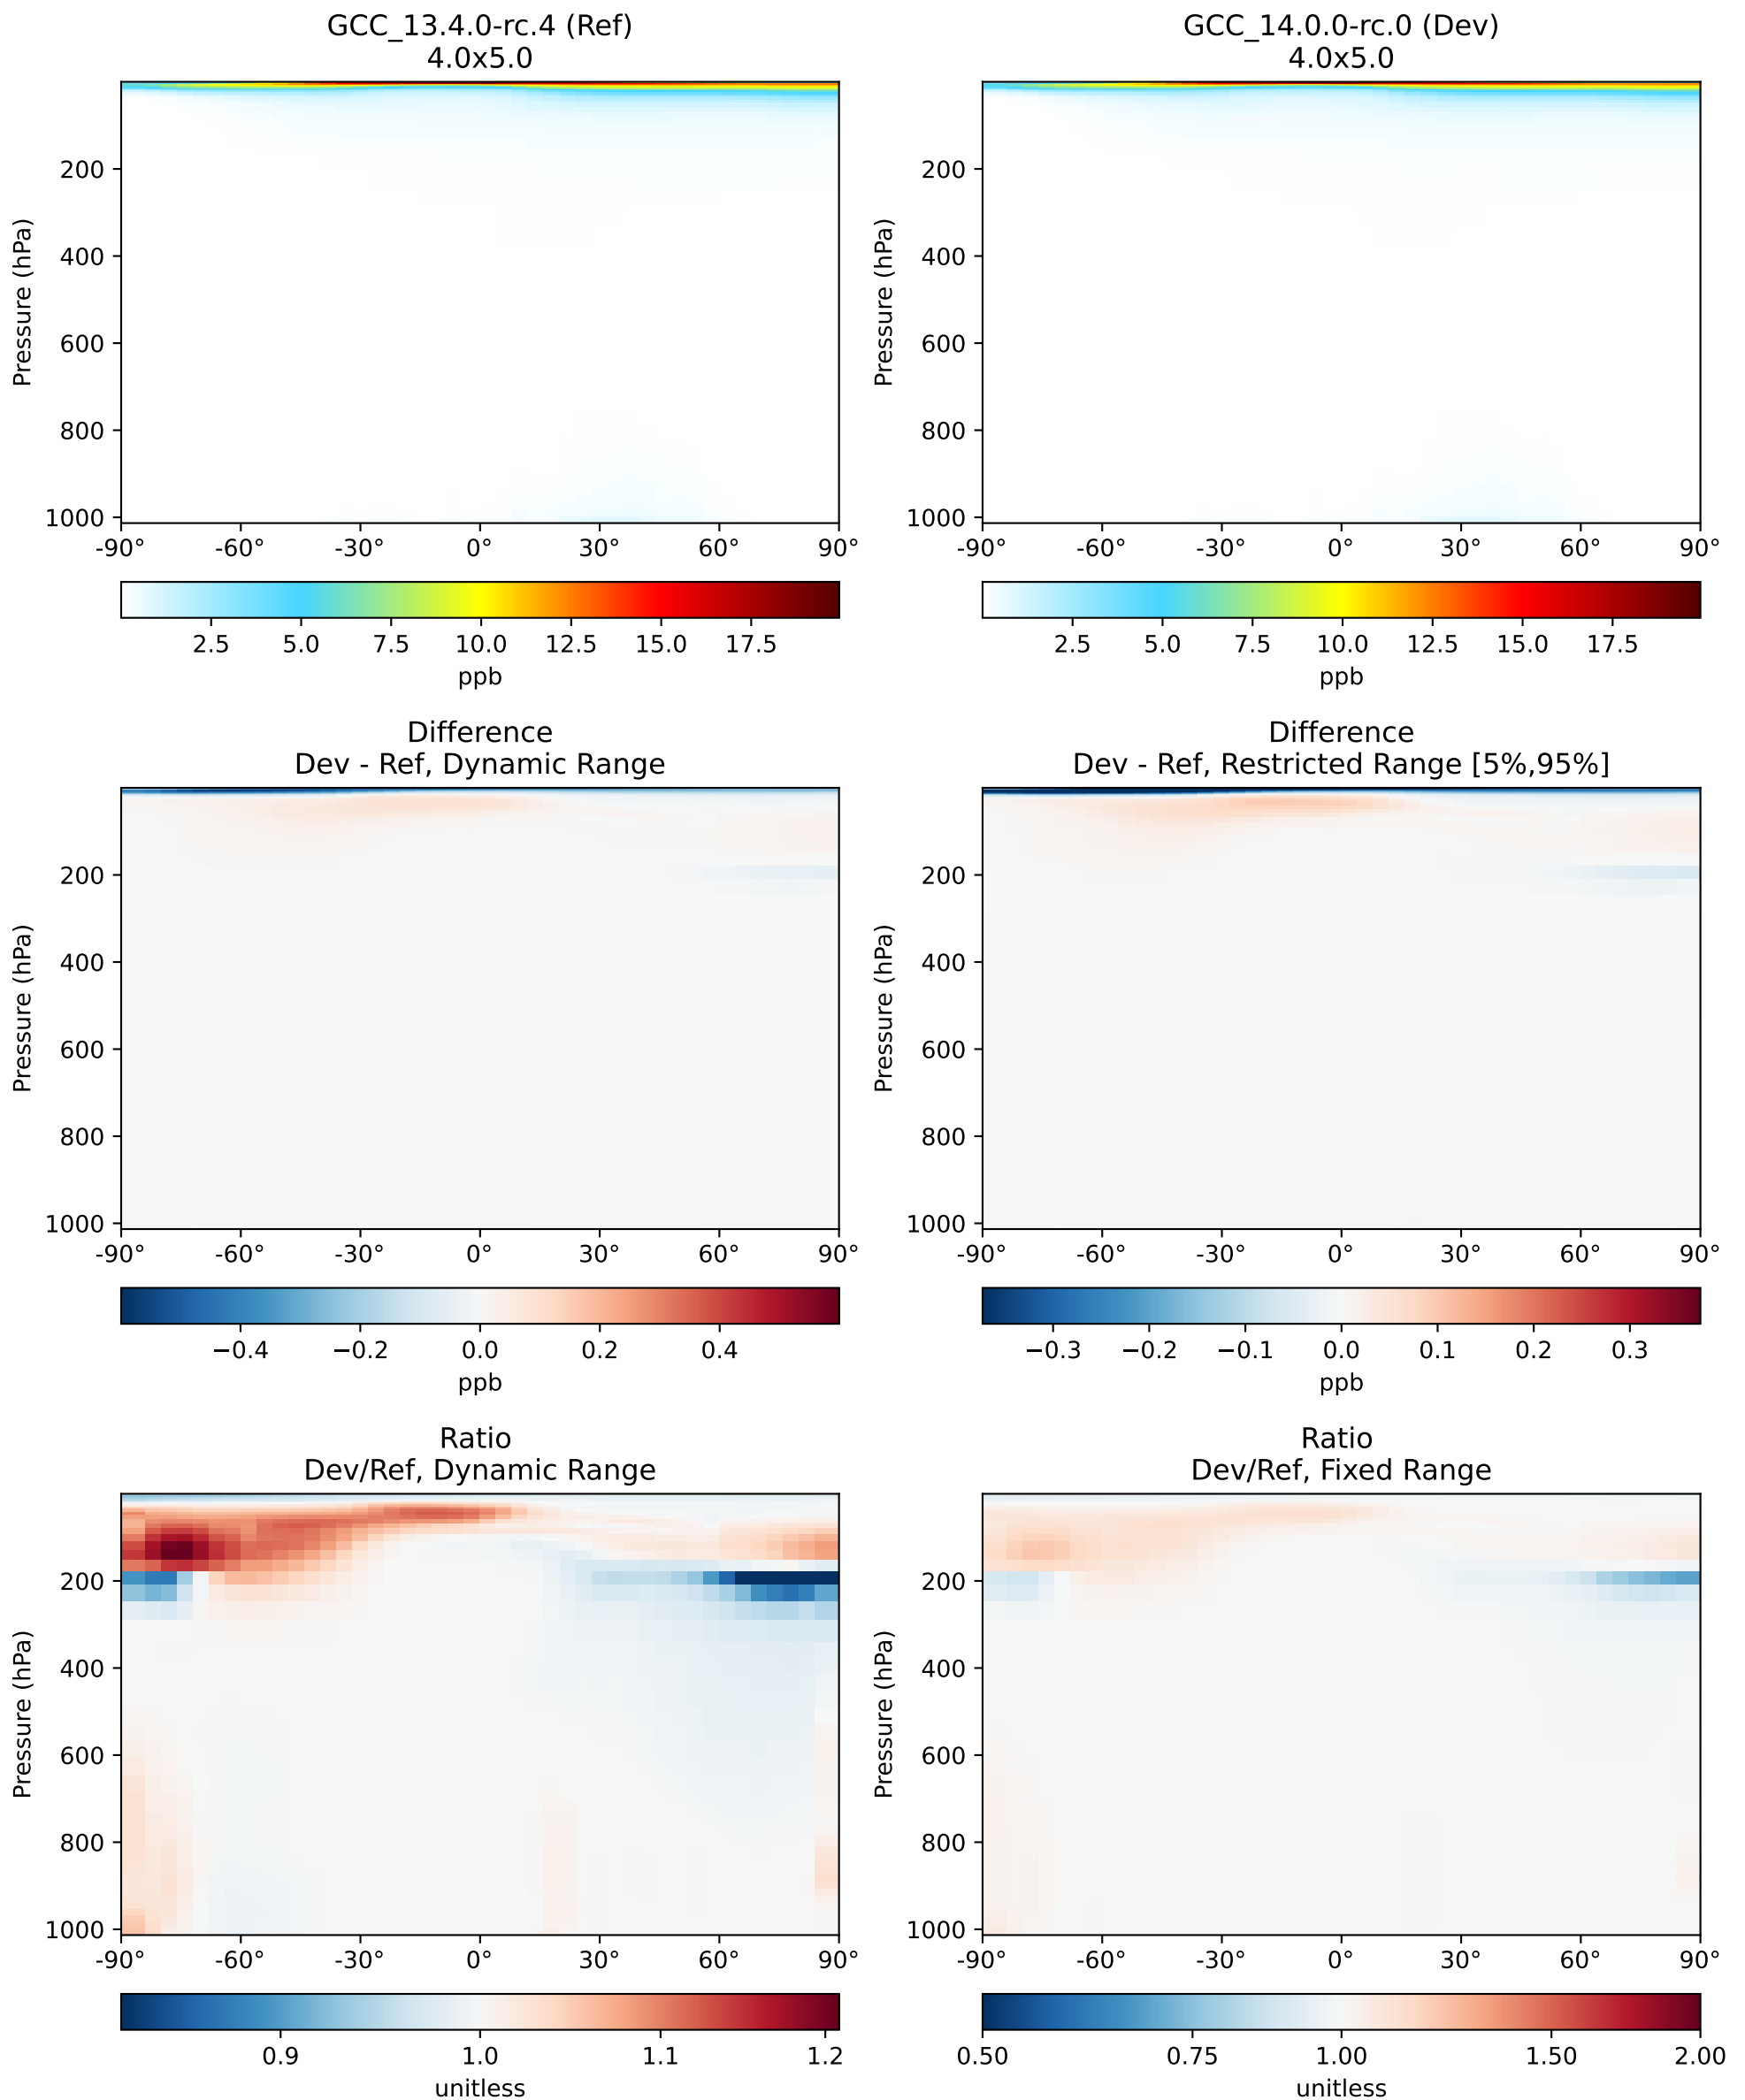 GCC_13.4.0-rc.4 (Ref)
4.0x5.0
Pressure (hPa)
200
400
600
800
1000
-90° -60° -30° 0° 30° 60° 90°
2.5 5.0 7.5 10.0 12.5 15.0 17.5
ppb
GCC_14.0.0-rc.0 (Dev)
4.0x5.0
Pressure (hPa)
200
400
600
800
1000
-90° -60° -30° 0° 30° 60° 90°
2.5 5.0 7.5 10.0 12.5 15.0 17.5
ppb
Difference
Dev - Ref, Dynamic Range
Pressure (hPa)
200
400
600
800
1000
-90° -60° -30° 0° 30° 60° 90°
−0.4 −0.2 0.0 0.2 0.4
ppb
Difference
Dev - Ref, Restricted Range [5%,95%]
Pressure (hPa)
200
400
600
800
1000
-90° -60° -30° 0° 30° 60° 90°
−0.3 −0.2 −0.1 0.0 0.1 0.2 0.3
ppb
Ratio
Dev/Ref, Dynamic Range
Pressure (hPa)
200
400
600
800
1000
-90° -60° -30° 0° 30° 60° 90°
0.9 1.0 1.1 1.2
unitless
Ratio
Dev/Ref, Fixed Range
Pressure (hPa)
200
400
600
800
1000
-90° -60° -30° 0° 30° 60° 90°
0.50 0.75 1.00 1.50 2.00
unitless